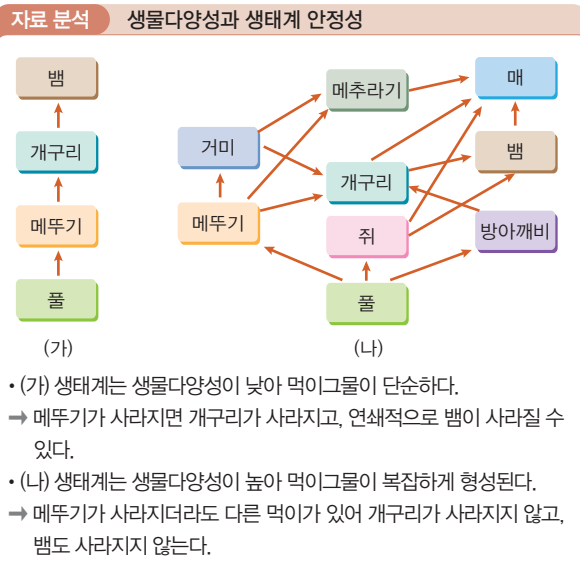 자료 분석 생물다양성과 생태계 안정성
뱀
개구리
메뚜기
풀
(가)
메추라기
매
거미
뱀
개구리
메뚜기
쥐
방아깨비
풀
(나)
• (가) 생태계는 생물다양성이 낮아 먹이그물이 단순하다.
➡ 메뚜기가 사라지면 개구리가 사라지고, 연쇄적으로 뱀이 사라질 수
있다.
• (나) 생태계는 생물다양성이 높아 먹이그물이 복잡하게 형성된다.
➡ 메뚜기가 사라지더라도 다른 먹이가 있어 개구리가 사라지지 않고,
뱀도 사라지지 않는다.